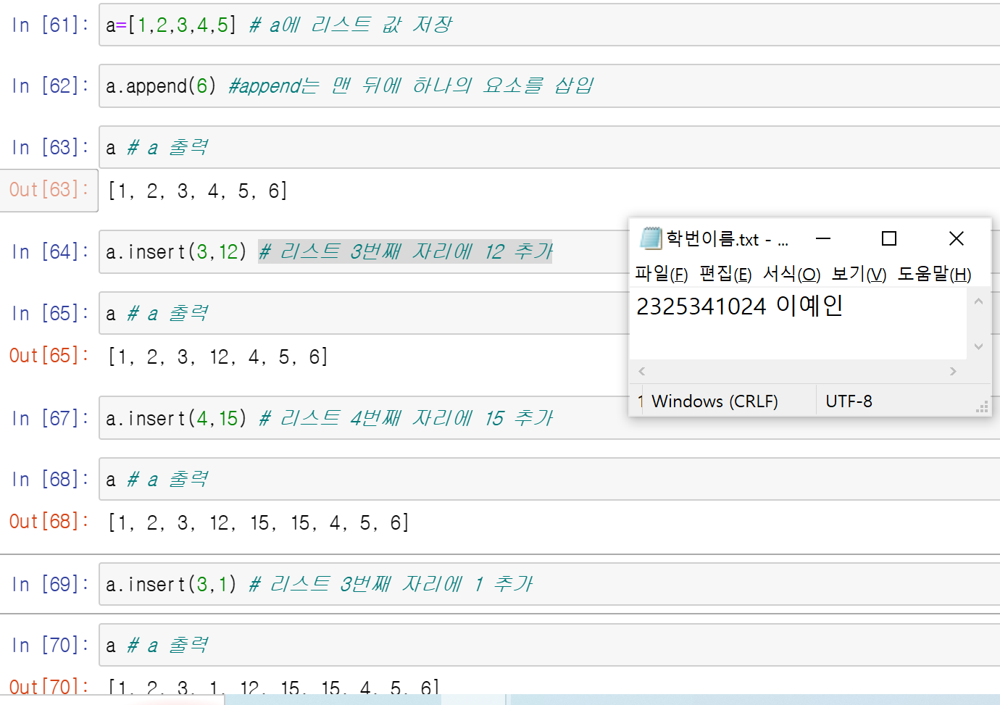 In [61]: a=[1,2,3,4,5] # a에 리스트 값 저장
In [62]: a.append(6) #append는 맨 뒤에 하나의 요소를 삽입
In [63]: a # a 출력
Out[63]: [1, 2, 3, 4, 5, 6]
In [64]: a.insert(3,12) # 리스트 3번째 자리에 12 추가
In [65]: a # a 출력
Out[65]: [1, 2, 3, 12, 4, 5, 6]
In [67]: a.insert(4,15) # 리스트 4번째 자리에 15 추가
In [68]: a # a 출력
Out[68]: [1, 2, 3, 12, 15, 15, 4, 5, 6]
In [69]: a.insert(3,1) # 리스트 3번째 자리에 1 추가
In [70]: a # a 출력
Out[70]: [1, 2, 3, 1, 12, 15, 15, 4, 5, 6]
학번이름.txt - ...
파일(F) 편집(E) 서식(O) 보기(V) 도움말(H)
2325341024 이예인
1 Windows (CRLF) UTF-8